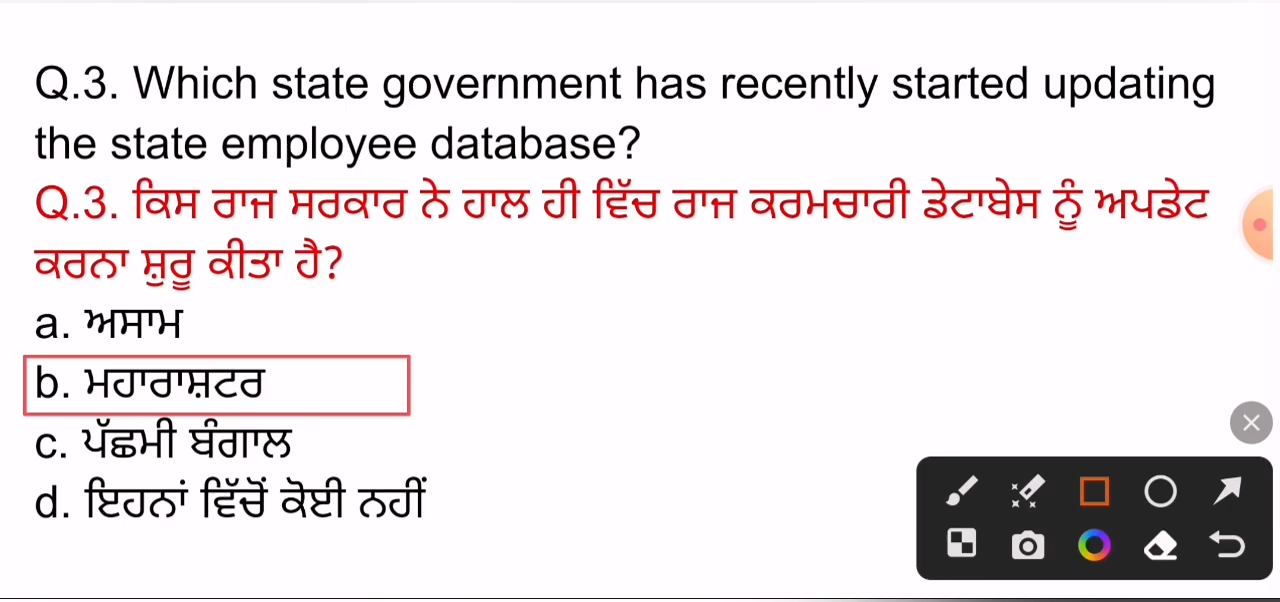 Q.3. Which state government has recently started updating
the state employee database?
Q.3. ਕਿਸ ਰਾਜ ਸਰਕਾਰ ਨੇ ਹਾਲ ਹੀ ਵਿੱਚ ਰਾਜ ਕਰਮਚਾਰੀ ਡੇਟਾਬੇਸ ਨੂੰ ਅਪਡੇਟ
ਕਰਨਾ ਸ਼ੁਰੂ ਕੀਤਾ ਹੈ?
a. ਅਸਾਮ
b. ਮਹਾਰਾਸ਼ਟਰ
c. ਪੱਛਮੀ ਬੰਗਾਲ
d. ਇਹਨਾਂ ਵਿੱਚੋਂ ਕੋਈ ਨਹੀਂ